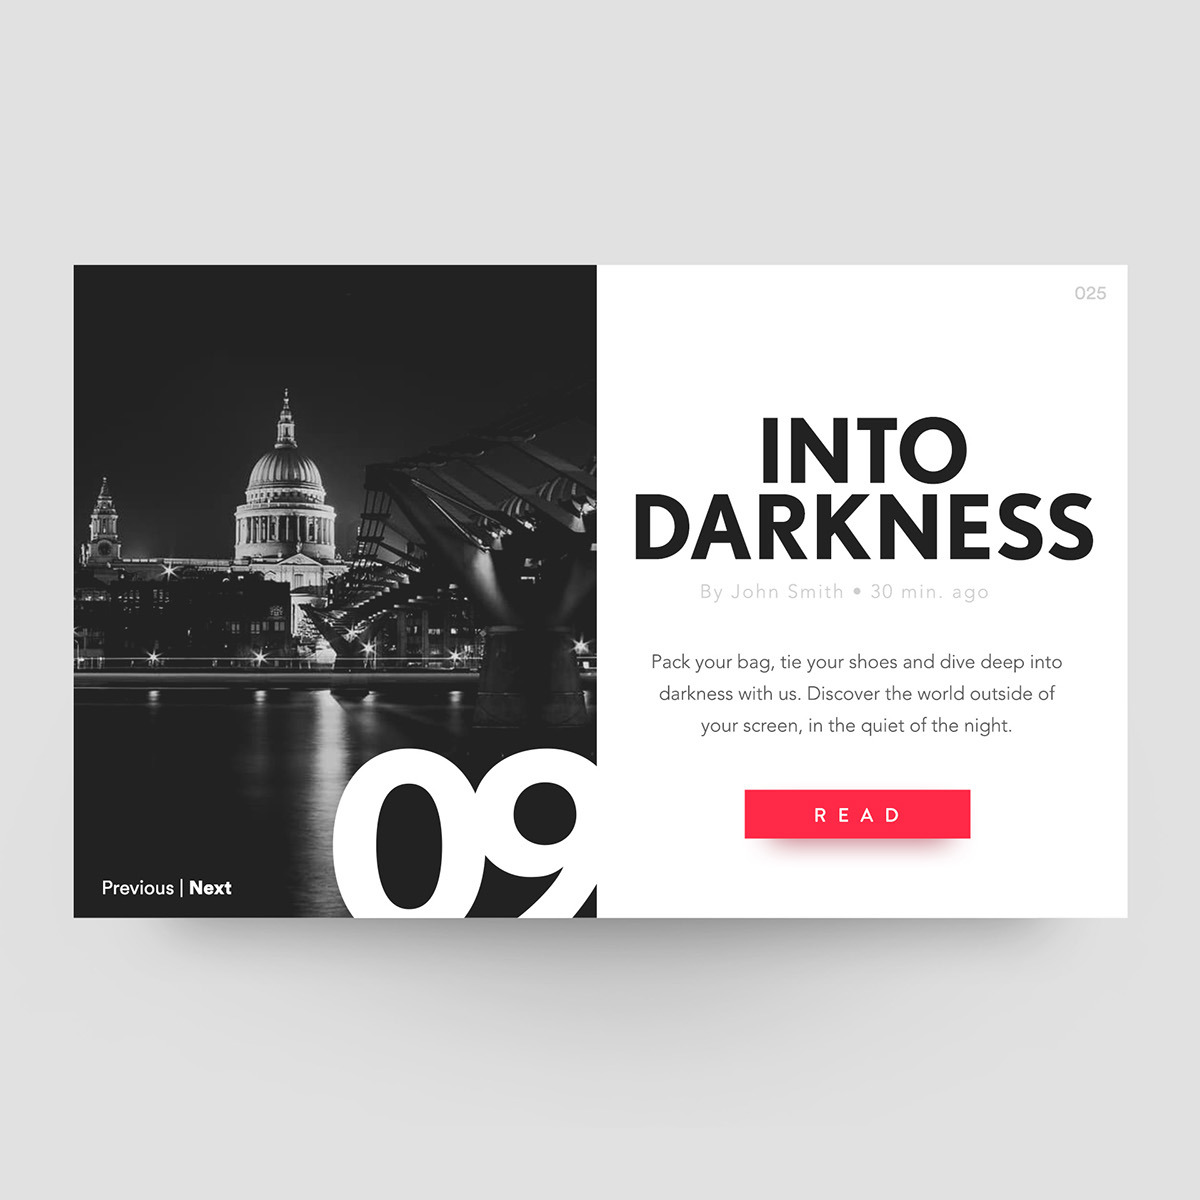 025
INTO
DARKNESS
By John Smith • 30 min. ago
Pack your bag, tie your shoes and dive deep into
darkness with us. Discover the world outside of
your screen, in the quiet of the night.
READ
09
Previous | Next